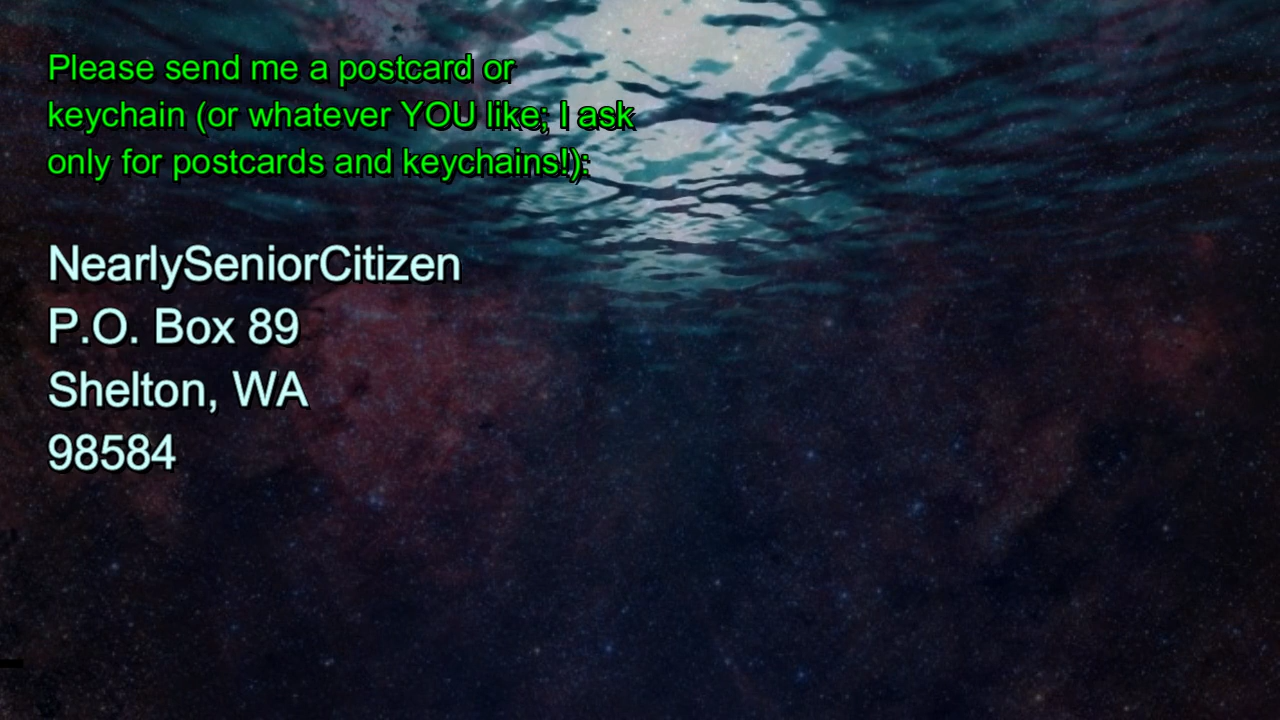 Please send me a postcard or
keychain (or whatever YOU like; I ask
only for postcards and keychains!):
NearlySeniorCitizen
P.O. Box 89
Shelton, WA
98584